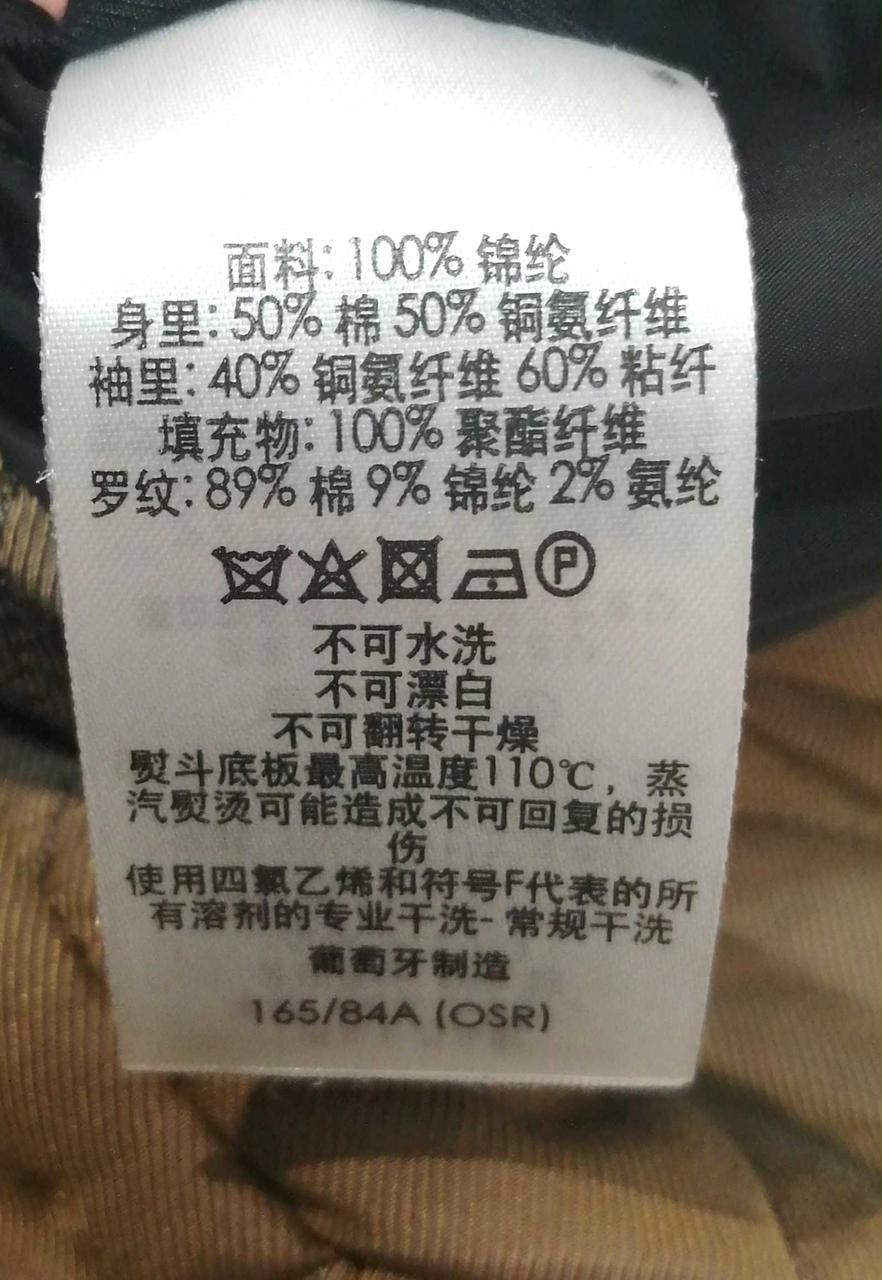 面料: 100% 锦纶
身里: 50% 棉 50% 铜氨纤维
袖里: 40% 铜氨纤维 60% 粘纤
填充物: 100% 聚酯纤维
罗纹: 89% 棉 9% 锦纶 2% 氨纶
P
不可水洗
不可漂白
不可翻转干燥
熨斗底板最高温度110℃，蒸
汽熨烫可能造成不可回复的损
伤
使用四氯乙烯和符号F代表的所
有溶剂的专业干洗- 常规干洗
葡萄牙制造
165/84A (OSR)